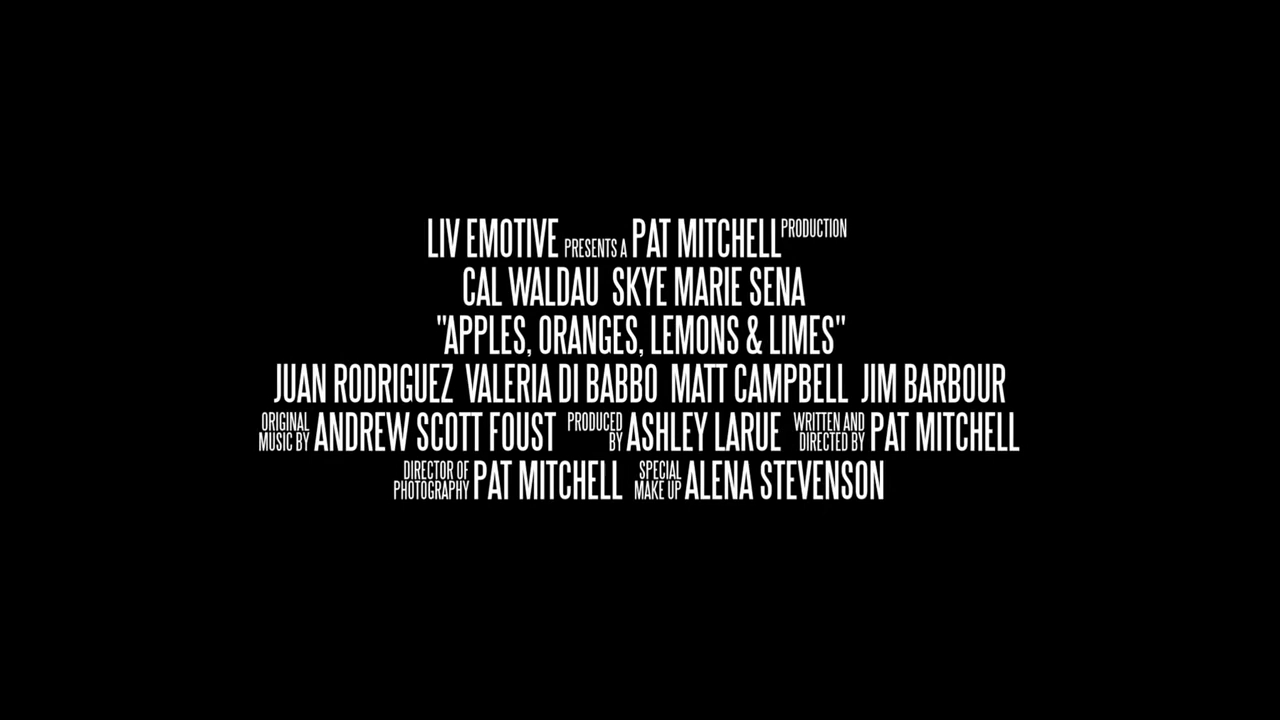 LIV EMOTIVE PRESENTS A PAT MITCHELL PRODUCTION
CAL WALDAU SKYE MARIE SENA
"APPLES, ORANGES, LEMONS & LIMES"
JUAN RODRIGUEZ VALERIA DI BABBO MATT CAMPBELL JIM BARBOUR
ORIGINAL MUSIC BY ANDREW SCOTT FOUST PRODUCED BY ASHLEY LARUE WRITTEN AND DIRECTED BY PAT MITCHELL
DIRECTOR OF PHOTOGRAPHY PAT MITCHELL SPECIAL MAKE UP ALENA STEVENSON